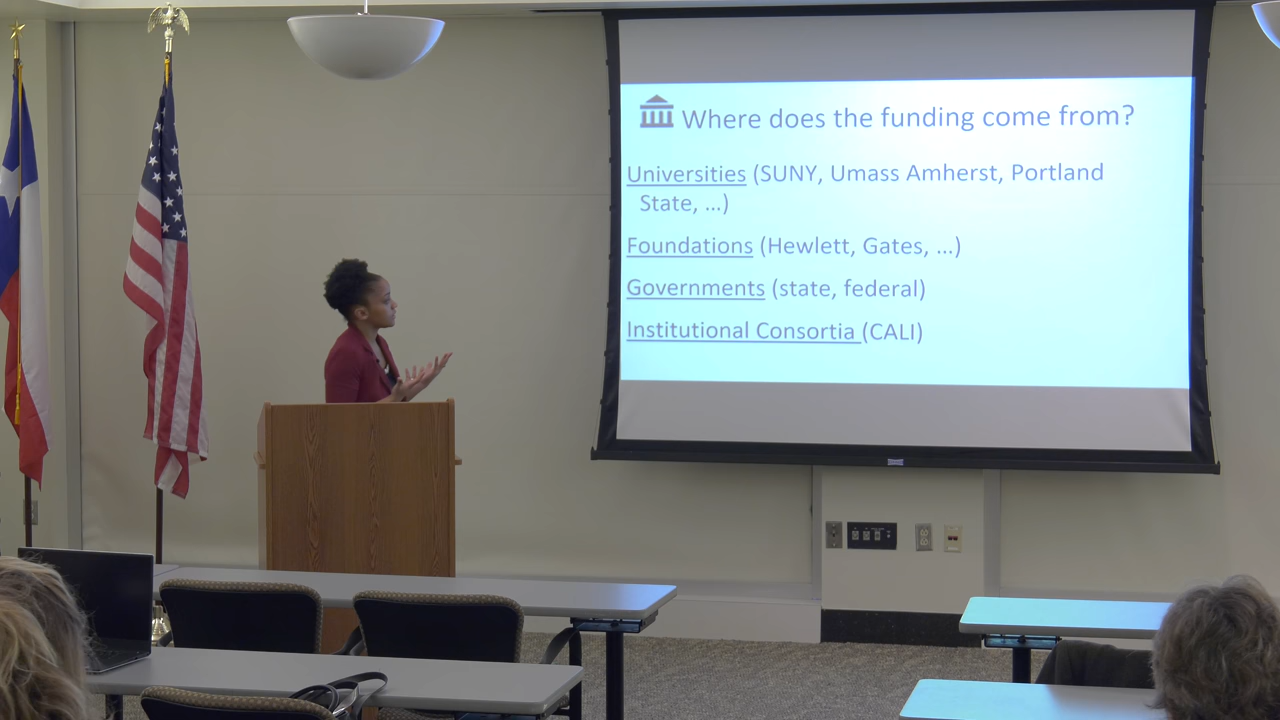 Where does the funding come from?
Universities (SUNY, Umass Amherst, Portland
State, ...)
Foundations (Hewlett, Gates, ...)
Governments (state, federal)
Institutional Consortia (CALI)